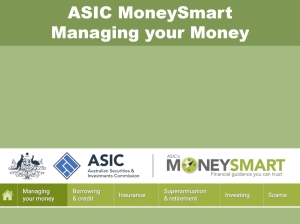 ASIC MoneySmart
Managing your Money
ASIC
Australian Securities &
Investments Commission
ASIC's
MONEYSMART
Financial guidance you can trust
Managing
your money
Borrowing
& credit
Insurance
Superannuation
& retirement
Investing
Scams